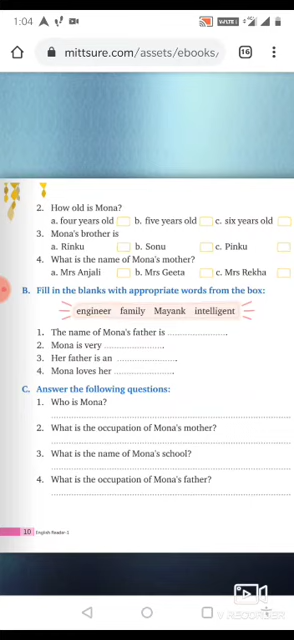 1:04
VoLTE
4G
mittsure.com/assets/ebooks/
16
2. How old is Mona?
a. four years old b. five years old c. six years old
3. Mona's brother is
a. Rinku b. Sonu c. Pinku
4. What is the name of Mona's mother?
a. Mrs Anjali b. Mrs Geeta c. Mrs Rekha
B. Fill in the blanks with appropriate words from the box:
engineer family Mayank intelligent
1. The name of Mona's father is ........................
2. Mona is very ........................
3. Her father is an ........................
4. Mona loves her ........................
C. Answer the following questions:
1. Who is Mona?
2. What is the occupation of Mona's mother?
3. What is the name of Mona's school?
4. What is the occupation of Mona's father?
10 English Reader-1
V RECORDER